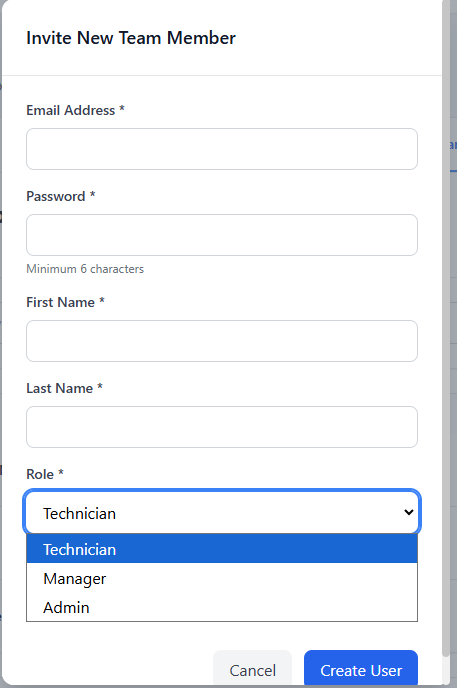 Invite New Team Member
Email Address *
Password *
Minimum 6 characters
First Name *
Last Name *
Role *
Technician
Technician
Manager
Admin
Cancel
Create User